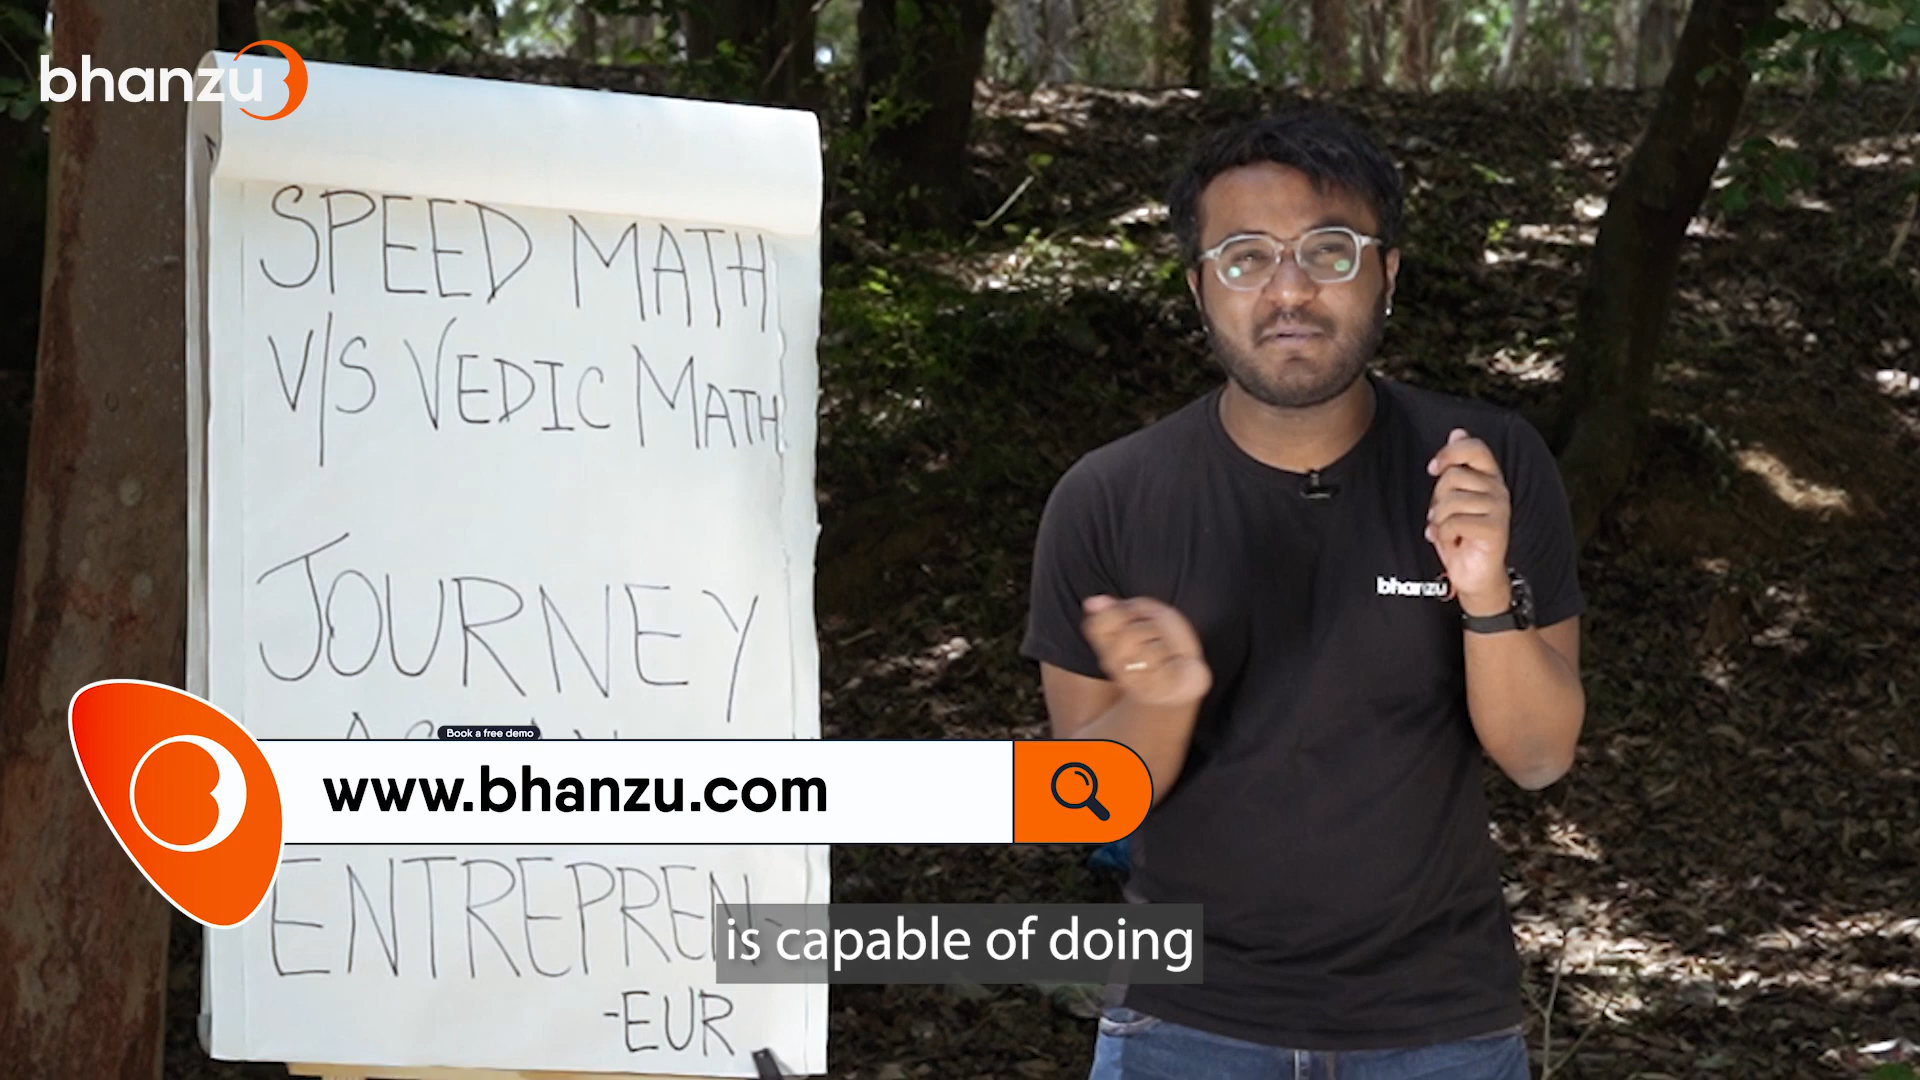 bhanzu
SPEED MATH
V/S VEDIC MATH
JOURNEY
Book a free demo
www.bhanzu.com
ENTREPREN-
-EUR
bhanzu
is capable of doing